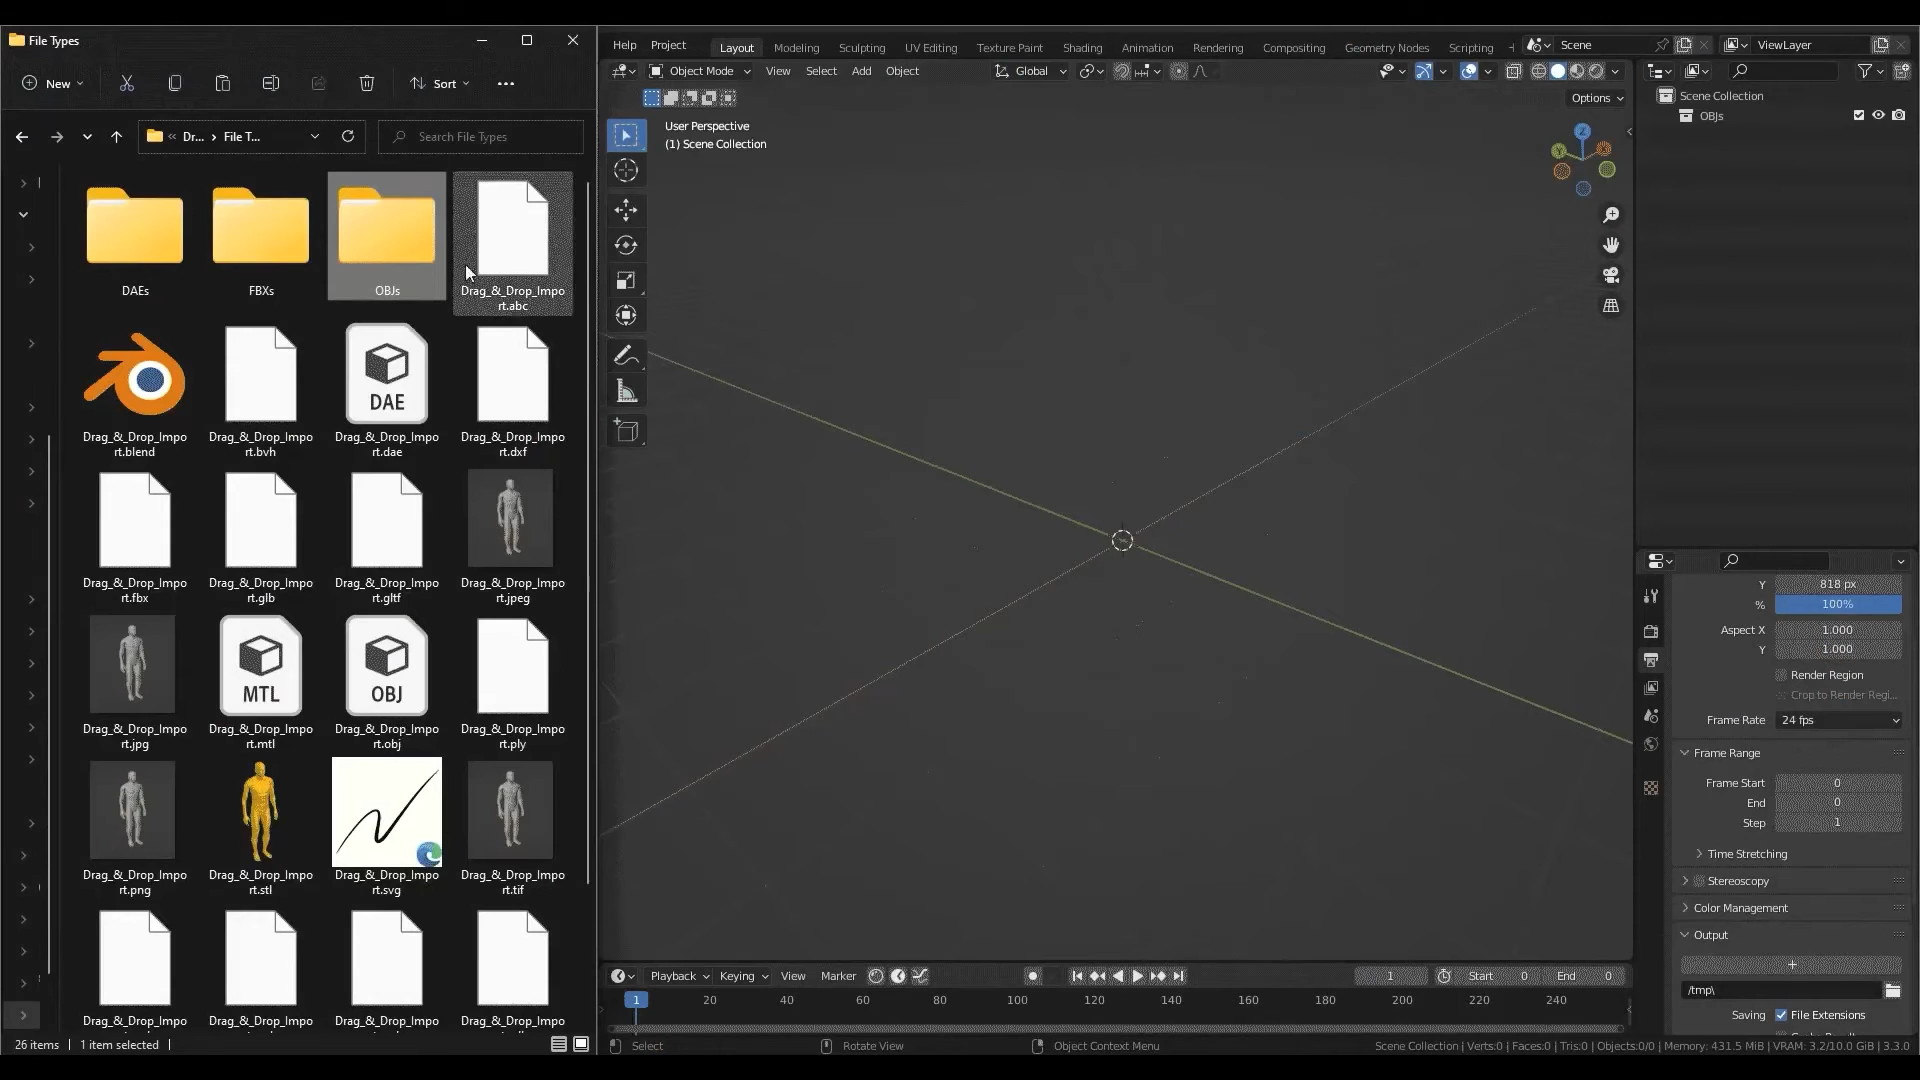 File Types
New
Sort
Dr...
File T...
Search File Types
DAEs
FBXs
OBJs
Drag_&_Drop_Impo
rt.abc
Drag_&_Drop_Impo
rt.blend
Drag_&_Drop_Impo
rt.bvh
DAE
Drag_&_Drop_Impo
rt.dae
Drag_&_Drop_Impo
rt.dxf
Drag_&_Drop_Impo
rt.fbx
Drag_&_Drop_Impo
rt.glb
Drag_&_Drop_Impo
rt.gltf
Drag_&_Drop_Impo
rt.jpeg
Drag_&_Drop_Impo
rt.jpg
MTL
Drag_&_Drop_Impo
rt.mtl
OBJ
Drag_&_Drop_Impo
rt.obj
Drag_&_Drop_Impo
rt.ply
Drag_&_Drop_Impo
rt.png
Drag_&_Drop_Impo
rt.stl
Drag_&_Drop_Impo
rt.svg
Drag_&_Drop_Impo
rt.tif
Drag_&_Drop_Impo
Drag_&_Drop_Impo
Drag_&_Drop_Impo
Drag_&_Drop_Impo
26 items
1 item selected
Help Project Layout Modeling Sculpting UV Editing Texture Paint Shading Animation Rendering Compositing Geometry Nodes Scripting
Scene
ViewLayer
Object Mode View Select Add Object
Global
Options
User Perspective
(1) Scene Collection
Scene Collection
OBJs
Y 818 px
% 100%
Aspect X 1.000
Y 1.000
Render Region
Crop to Render Regi...
Frame Rate 24 fps
Frame Range
Frame Start 0
End 0
Step 1
Time Stretching
Stereoscopy
Color Management
Output
/tmp\
Saving File Extensions
Playback Keying View Marker
1 Start 0 End 0
1 20 40 60 80 100 120 140 160 180 200 220 240
Select
Rotate View
Object Context Menu
Scene Collection | Verts:0 | Faces:0 | Tris:0 | Objects:0/0 | Memory: 431.5 MiB | VRAM: 3.2/10.0 GiB | 3.3.0